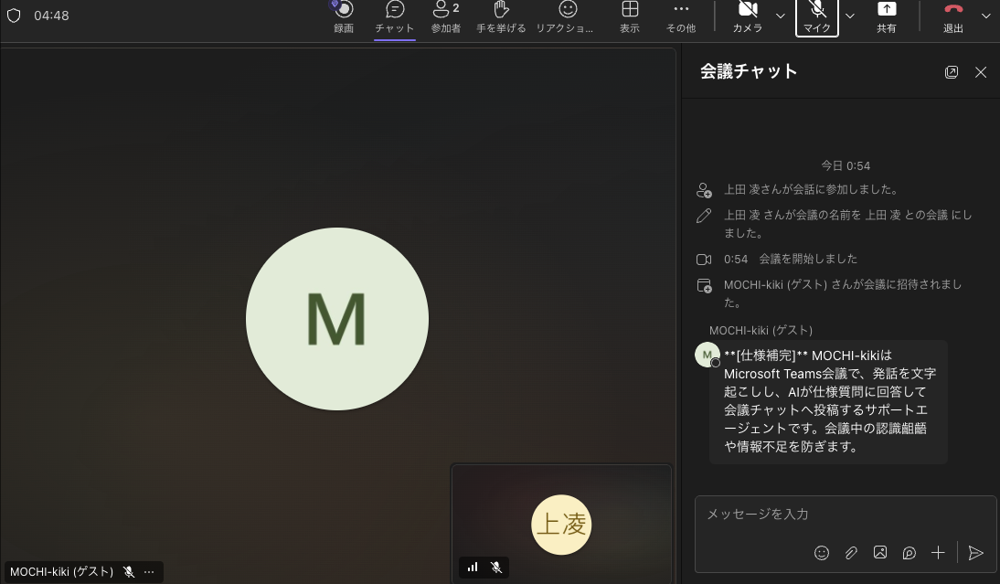 04:48
録画
チャット
2
参加者
手を挙げる
リアクショ...
表示
その他
カメラ
マイク
共有
退出
会議チャット
今日 0:54
上田 凌さんが会話に参加しました。
上田 凌 さんが会議の名前を 上田 凌 との会議 にし
ました。
0:54 会議を開始しました
MOCHI-kiki (ゲスト) さんが会議に招待されまし
た。
MOCHI-kiki (ゲスト)
M
**[仕様補完]** MOCHI-kikiは
Microsoft Teams会議で、発話を文字
起こしし、AIが仕様質問に回答して
会議チャットへ投稿するサポートエ
ージェントです。会議中の認識齟齬
や情報不足を防ぎます。
メッセージを入力
M
上凌
MOCHI-kiki (ゲスト)